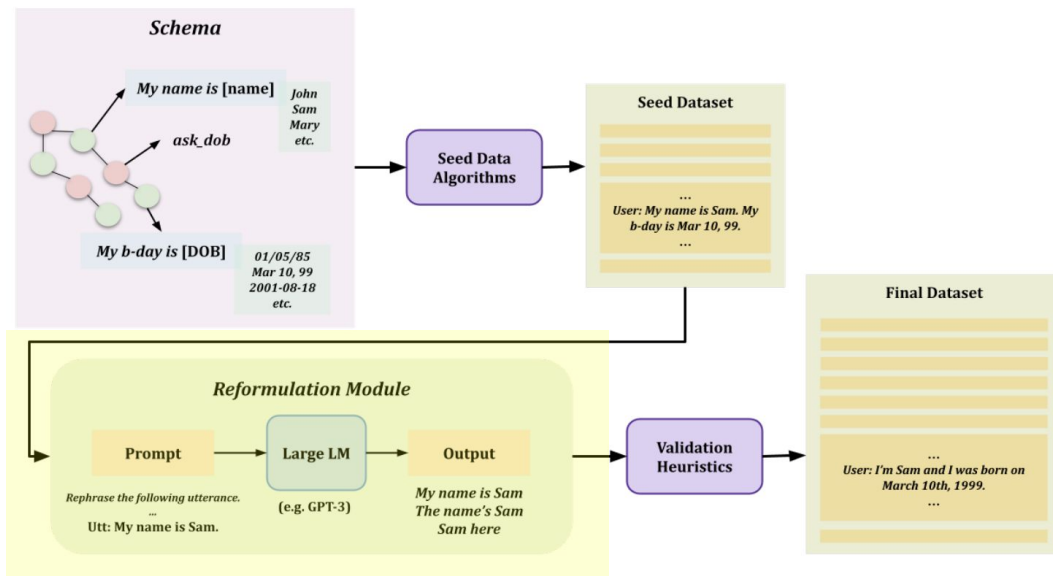 Schema
My name is [name]
John
Sam
Mary
etc.
ask_dob
My b-day is [DOB]
01/05/85
Mar 10, 99
2001-08-18
etc.
Seed Data
Algorithms
Seed Dataset
...
User: My name is Sam. My
b-day is Mar 10, 99.
...
Reformulation Module
Prompt
Rephrase the following utterance.
...
Utt: My name is Sam.
Large LM
(e.g. GPT-3)
Output
My name is Sam
The name's Sam
Sam here
Validation
Heuristics
Final Dataset
...
User: I'm Sam and I was born on
March 10th, 1999.
...